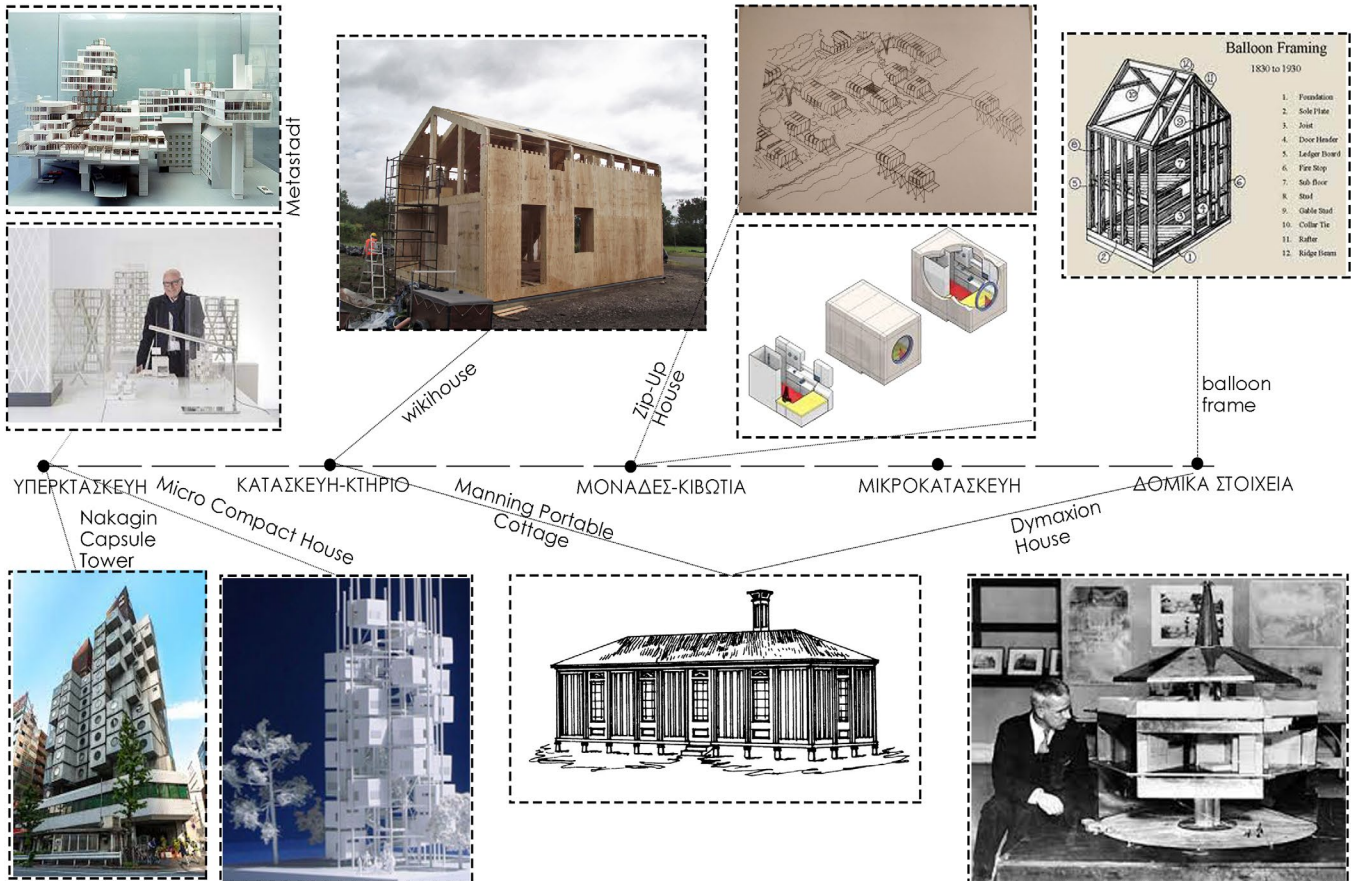 Metastadt
Balloon Framing
1830 to 1930
1. Foundation
2. Sole Plate
3. Joist
4. Door Header
5. Ledger Board
6. Fire Stop
7. Sub floor
8. Stud
9. Gable Stud
10. Collar Tie
11. Rafter
12. Ridge Beam
wikihouse
Zip-Up
House
balloon
frame
ΥΠΕΡΚΤΑΣΚΕΥΗ
ΚΑΤΑΣΚΕΥΗ-ΚΤΗΡΙΟ
ΜΟΝΑΔΕΣ-ΚΙΒΩΤΙΑ
ΜΙΚΡΟΚΑΤΑΣΚΕΥΗ
ΔΟΜΙΚΑ ΣΤΟΙΧΕΙΑ
Nakagin
Capsule
Tower
Micro Compact House
Manning Portable
Cottage
Dymaxion
House